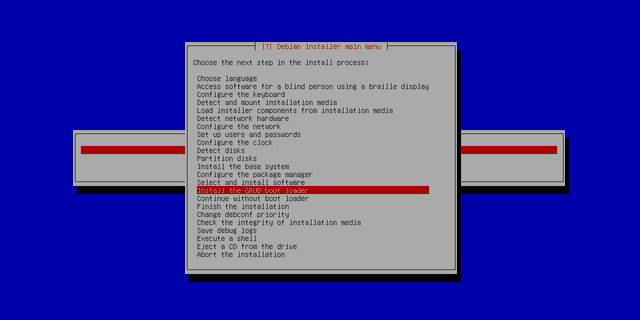 [?] Debian installer main menu
Choose the next step in the install process:
Choose language
Access software for a blind person using a braille display
Configure the keyboard
Detect and mount installation media
Load installer components from installation media
Detect network hardware
Configure the network
Set up users and passwords
Configure the clock
Detect disks
Partition disks
Install the base system
Configure the package manager
Select and install software
Install the GRUB boot loader
Continue without boot loader
Finish the installation
Change debconf priority
Check the integrity of installation media
Save debug logs
Execute a shell
Eject a CD from the drive
Abort the installation